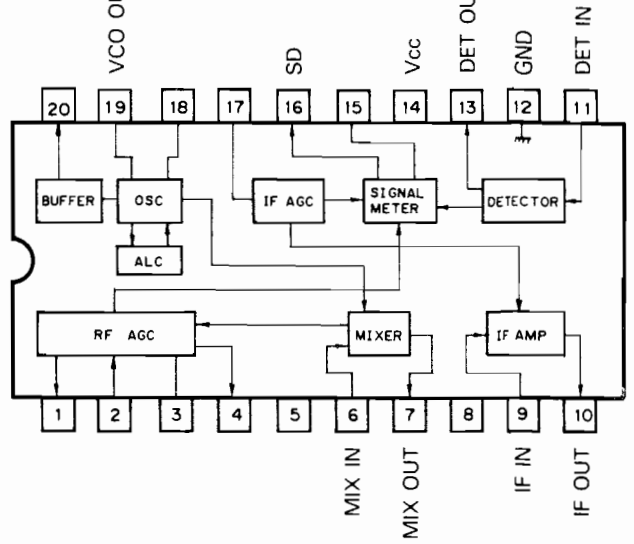 VCO OU
SD
Vcc
DET OU
GND
DET IN
20 19 18 17 16 15 14 13 12 11
BUFFER
OSC
IF AGC
SIGNAL
METER
DETECTOR
ALC
RF AGC
MIXER
IF AMP
1 2 3 4 5 6 7 8 9 10
MIX IN
MIX OUT
IF IN
IF OUT